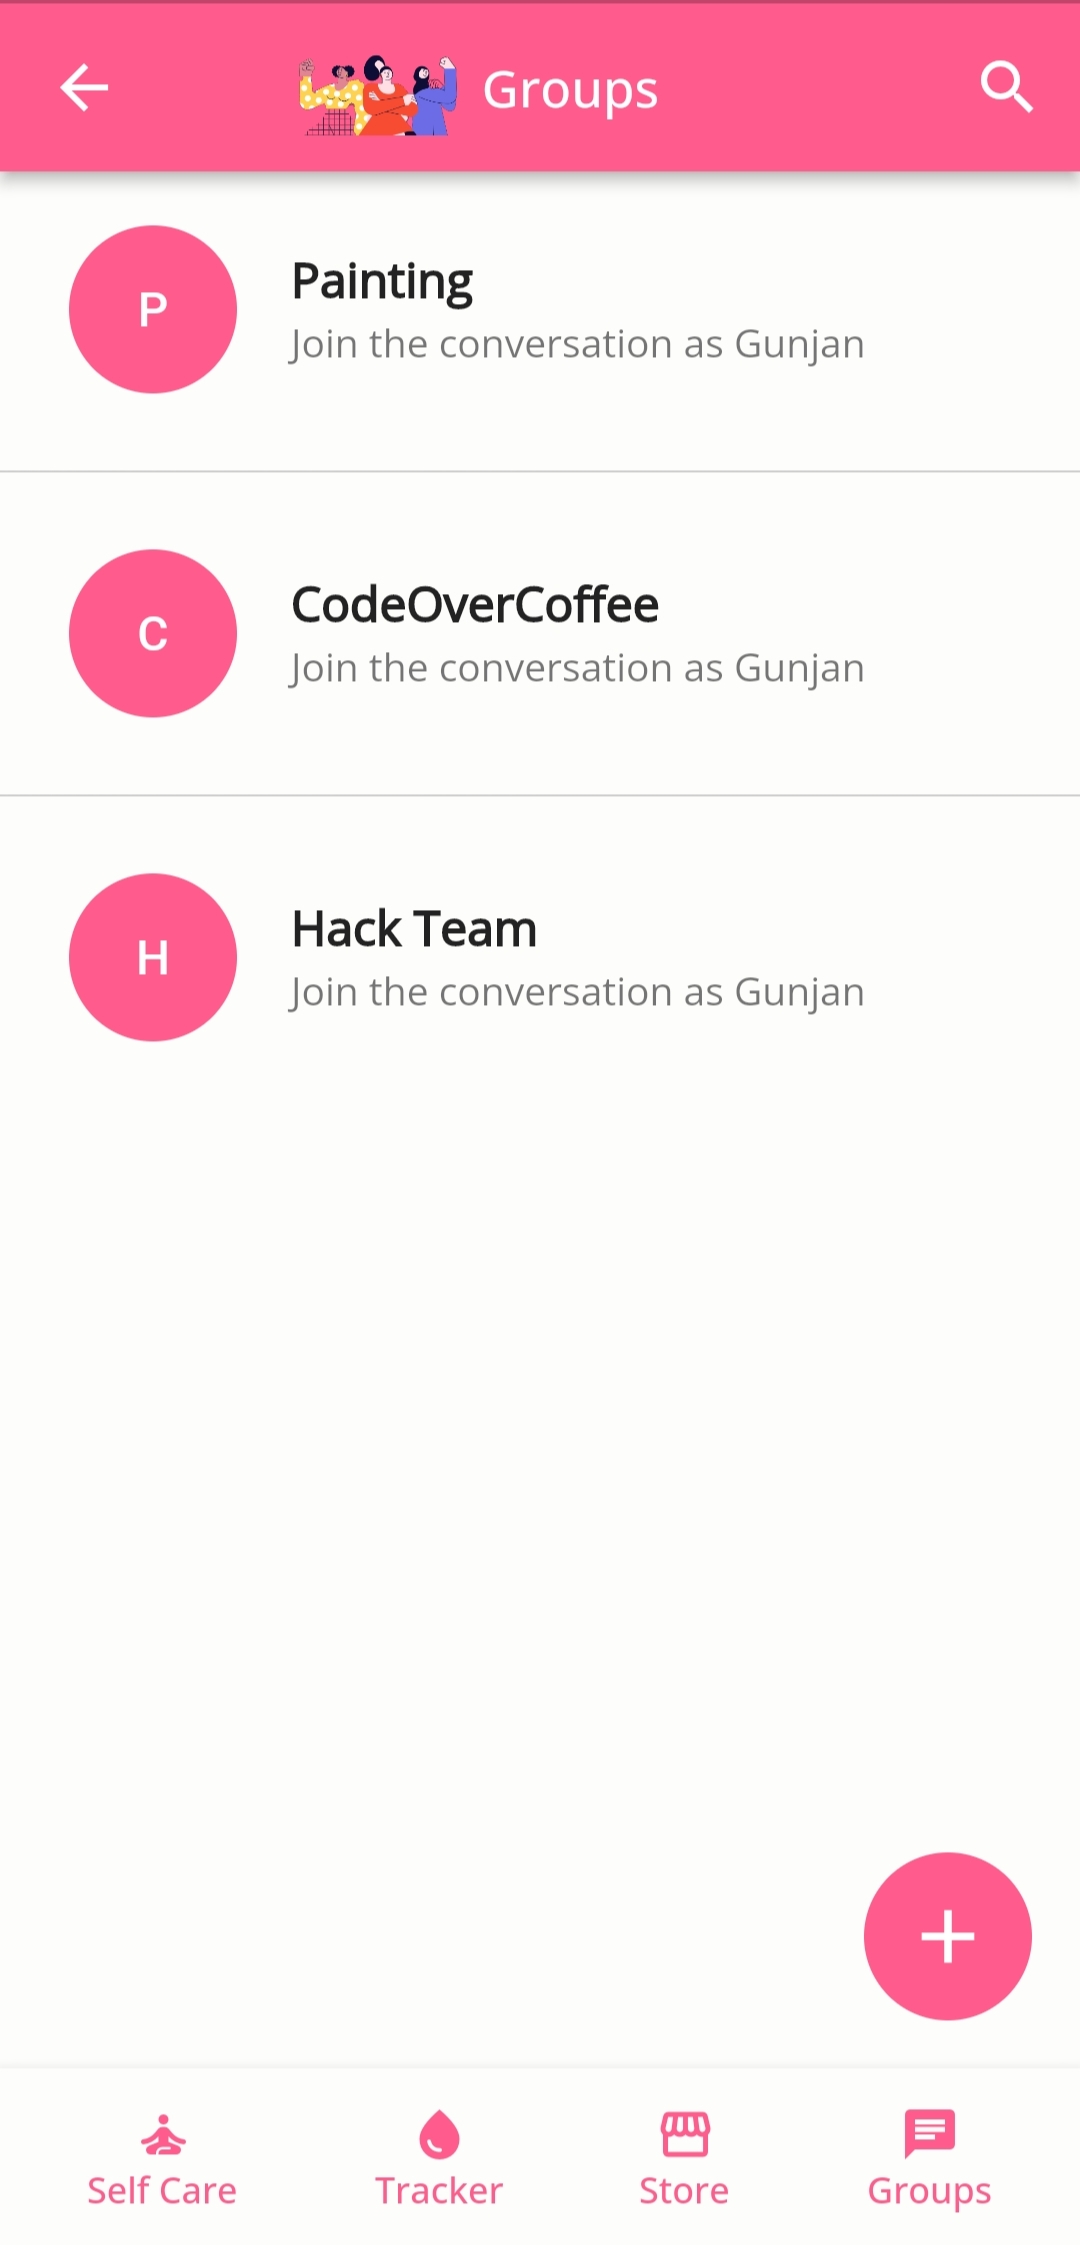 Groups
P
Painting
Join the conversation as Gunjan
C
CodeOverCoffee
Join the conversation as Gunjan
H
Hack Team
Join the conversation as Gunjan
Self Care
Tracker
Store
Groups